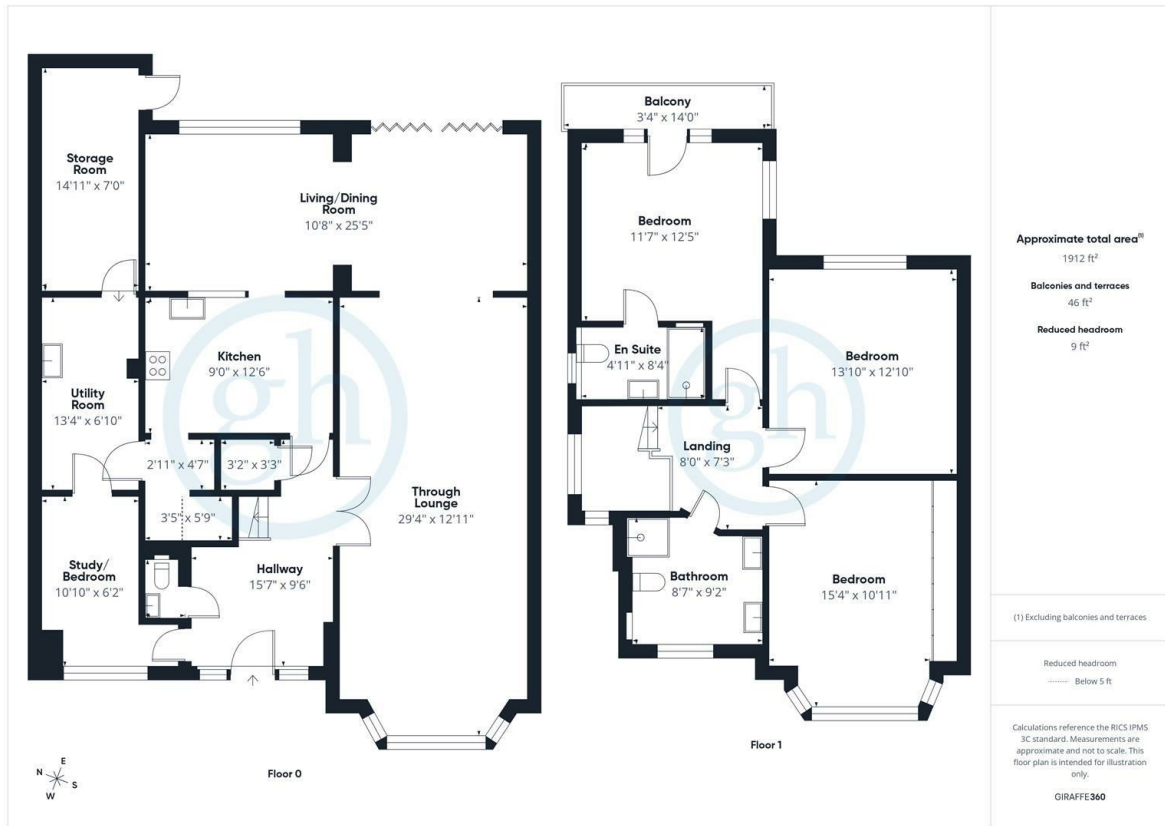 Storage
Room
14'11" x 7'0"
Living/Dining
Room
10'8" x 25'5"
Kitchen
9'0" x 12'6"
Utility
Room
13'4" x 6'10"
2'11" x 4'7"
3'2" x 3'3"
3'5" x 5'9"
Through
Lounge
29'4" x 12'11"
Study/
Bedroom
10'10" x 6'2"
Hallway
15'7" x 9'6"
gh
Floor 0
N
E
S
W
Balcony
3'4" x 14'0"
Bedroom
11'7" x 12'5"
En Suite
4'11" x 8'4"
Bedroom
13'10" x 12'10"
Landing
8'0" x 7'3"
Bathroom
8'7" x 9'2"
Bedroom
15'4" x 10'11"
gh
Floor 1
Approximate total area(1)
1912 ft²
Balconies and terraces
46 ft²
Reduced headroom
9 ft²
(1) Excluding balconies and terraces
Reduced headroom
Below 5 ft
Calculations reference the RICS IPMS
3C standard. Measurements are
approximate and not to scale. This
floor plan is intended for illustration
only.
GIRAFFE360